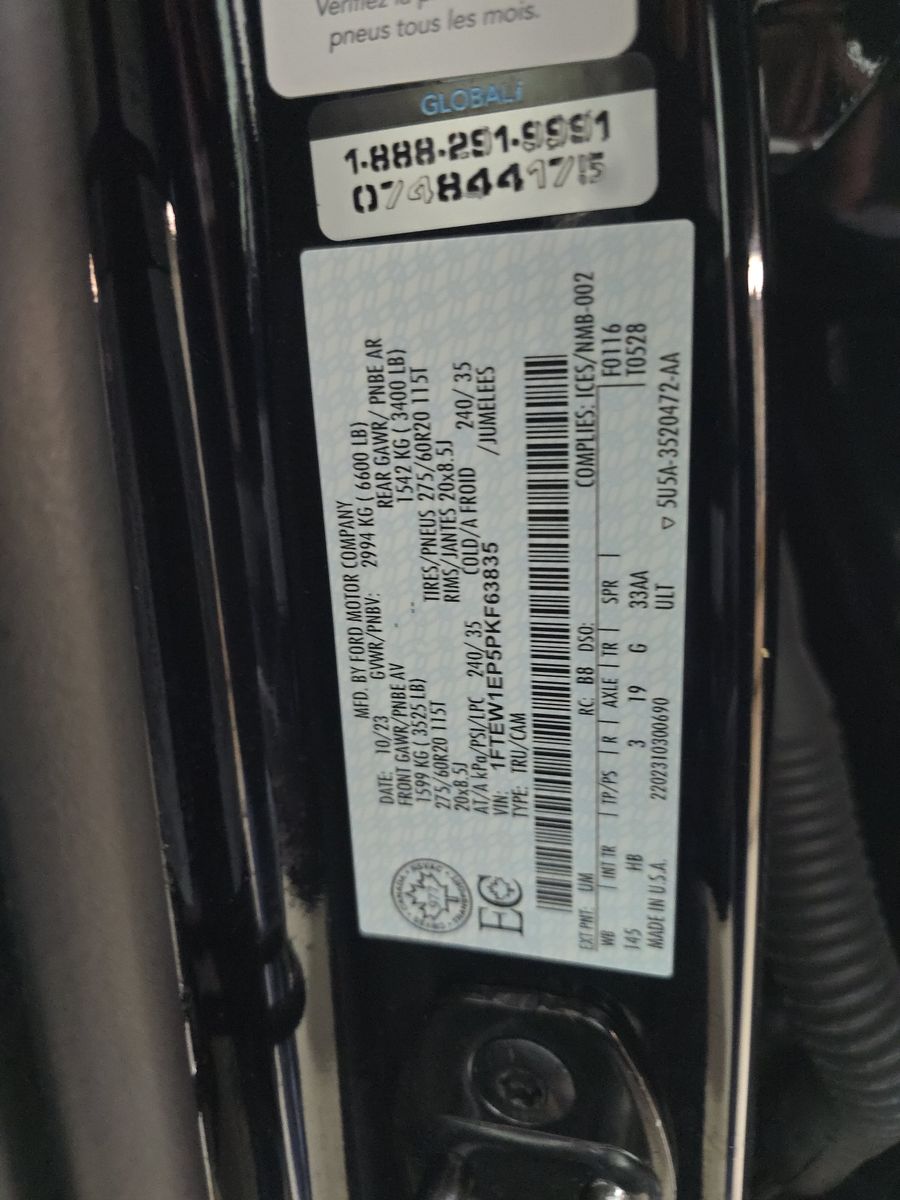 pneus tous les mois.
GLOBALi
1-888-291-9991
0748444175
MFD. BY FORD MOTOR COMPANY
DATE: 10/23 GVWR/PNBV: 2994 KG ( 6600 LB)
FRONT GAWR/PNBE AV REAR GAWR/ PNBE AR
1599 KG ( 3525 LB) 1542 KG ( 3400 LB)
275/60R20 115T TIRES/PNEUS 275/60R20 115T
20x8.5J RIMS/JANTES 20x8.5J
AT/A kPa/PSI/LPC 240/ 35 COLD/A FROID 240/ 35
VIN: 1FTEW1EP5PKF63835 /JUMELEES
TYPE: TRU/CAM
EC
EXT PNT: UM RC: B8 DSO: COMPLIES: ICES/NMB-002
WB | INT TR | TP/PS | R | AXLE | TR | SPR | F0116
145 HB 3 19 G 33AA T0528
MADE IN U.S.A. 220231030069​0 ULT ▽ 5U5A-3520472-AA